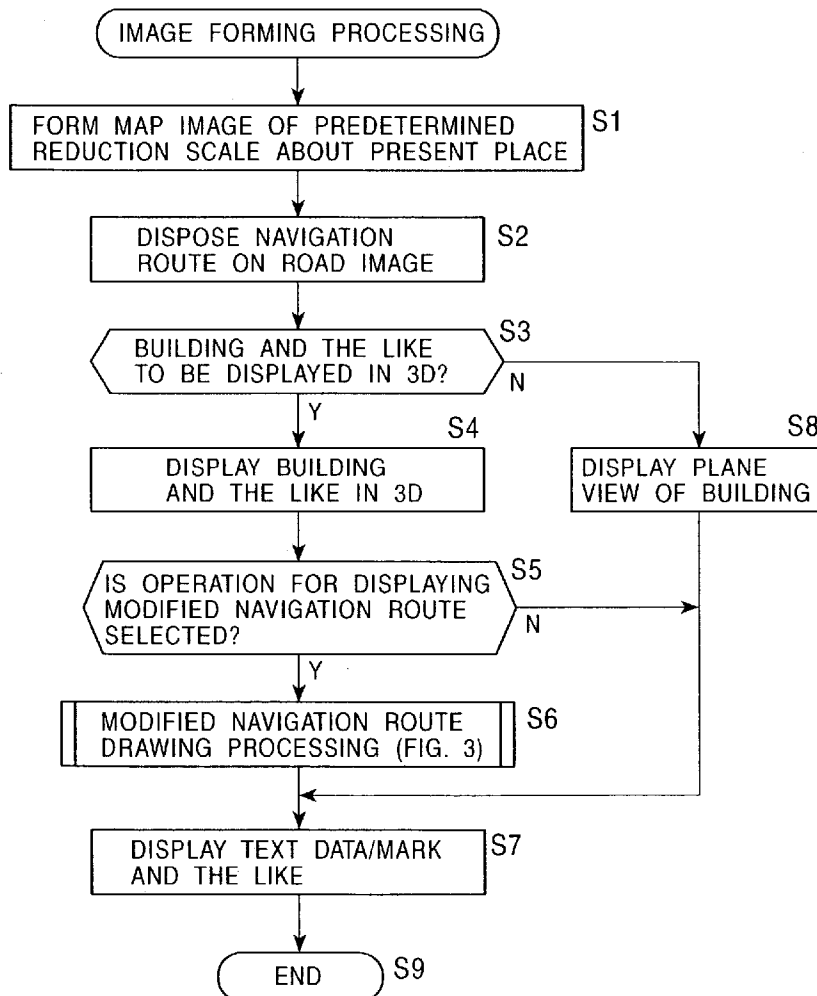 IMAGE FORMING PROCESSING
FORM MAP IMAGE OF PREDETERMINED
REDUCTION SCALE ABOUT PRESENT PLACE
S1
DISPOSE NAVIGATION
ROUTE ON ROAD IMAGE
S2
BUILDING AND THE LIKE
TO BE DISPLAYED IN 3D?
S3
N
Y
S4
DISPLAY BUILDING
AND THE LIKE IN 3D
S8
DISPLAY PLANE
VIEW OF BUILDING
IS OPERATION FOR DISPLAYING
MODIFIED NAVIGATION ROUTE
SELECTED?
S5
N
Y
MODIFIED NAVIGATION ROUTE
DRAWING PROCESSING (FIG. 3)
S6
DISPLAY TEXT DATA/MARK
AND THE LIKE
S7
END
S9